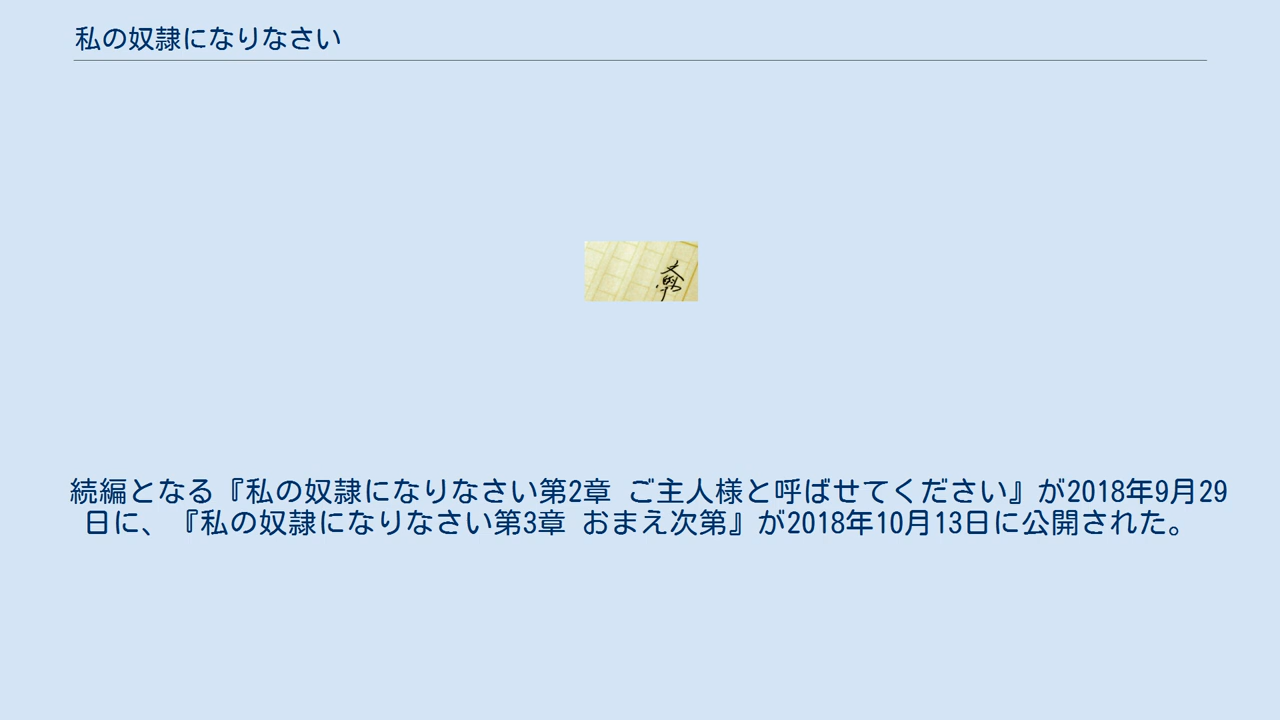 私の奴隷になりなさい
続編となる『私の奴隷になりなさい第2章 ご主人様と呼ばせてください』が2018年9月29
日に、『私の奴隷になりなさい第3章 おまえ次第』が2018年10月13日に公開された。